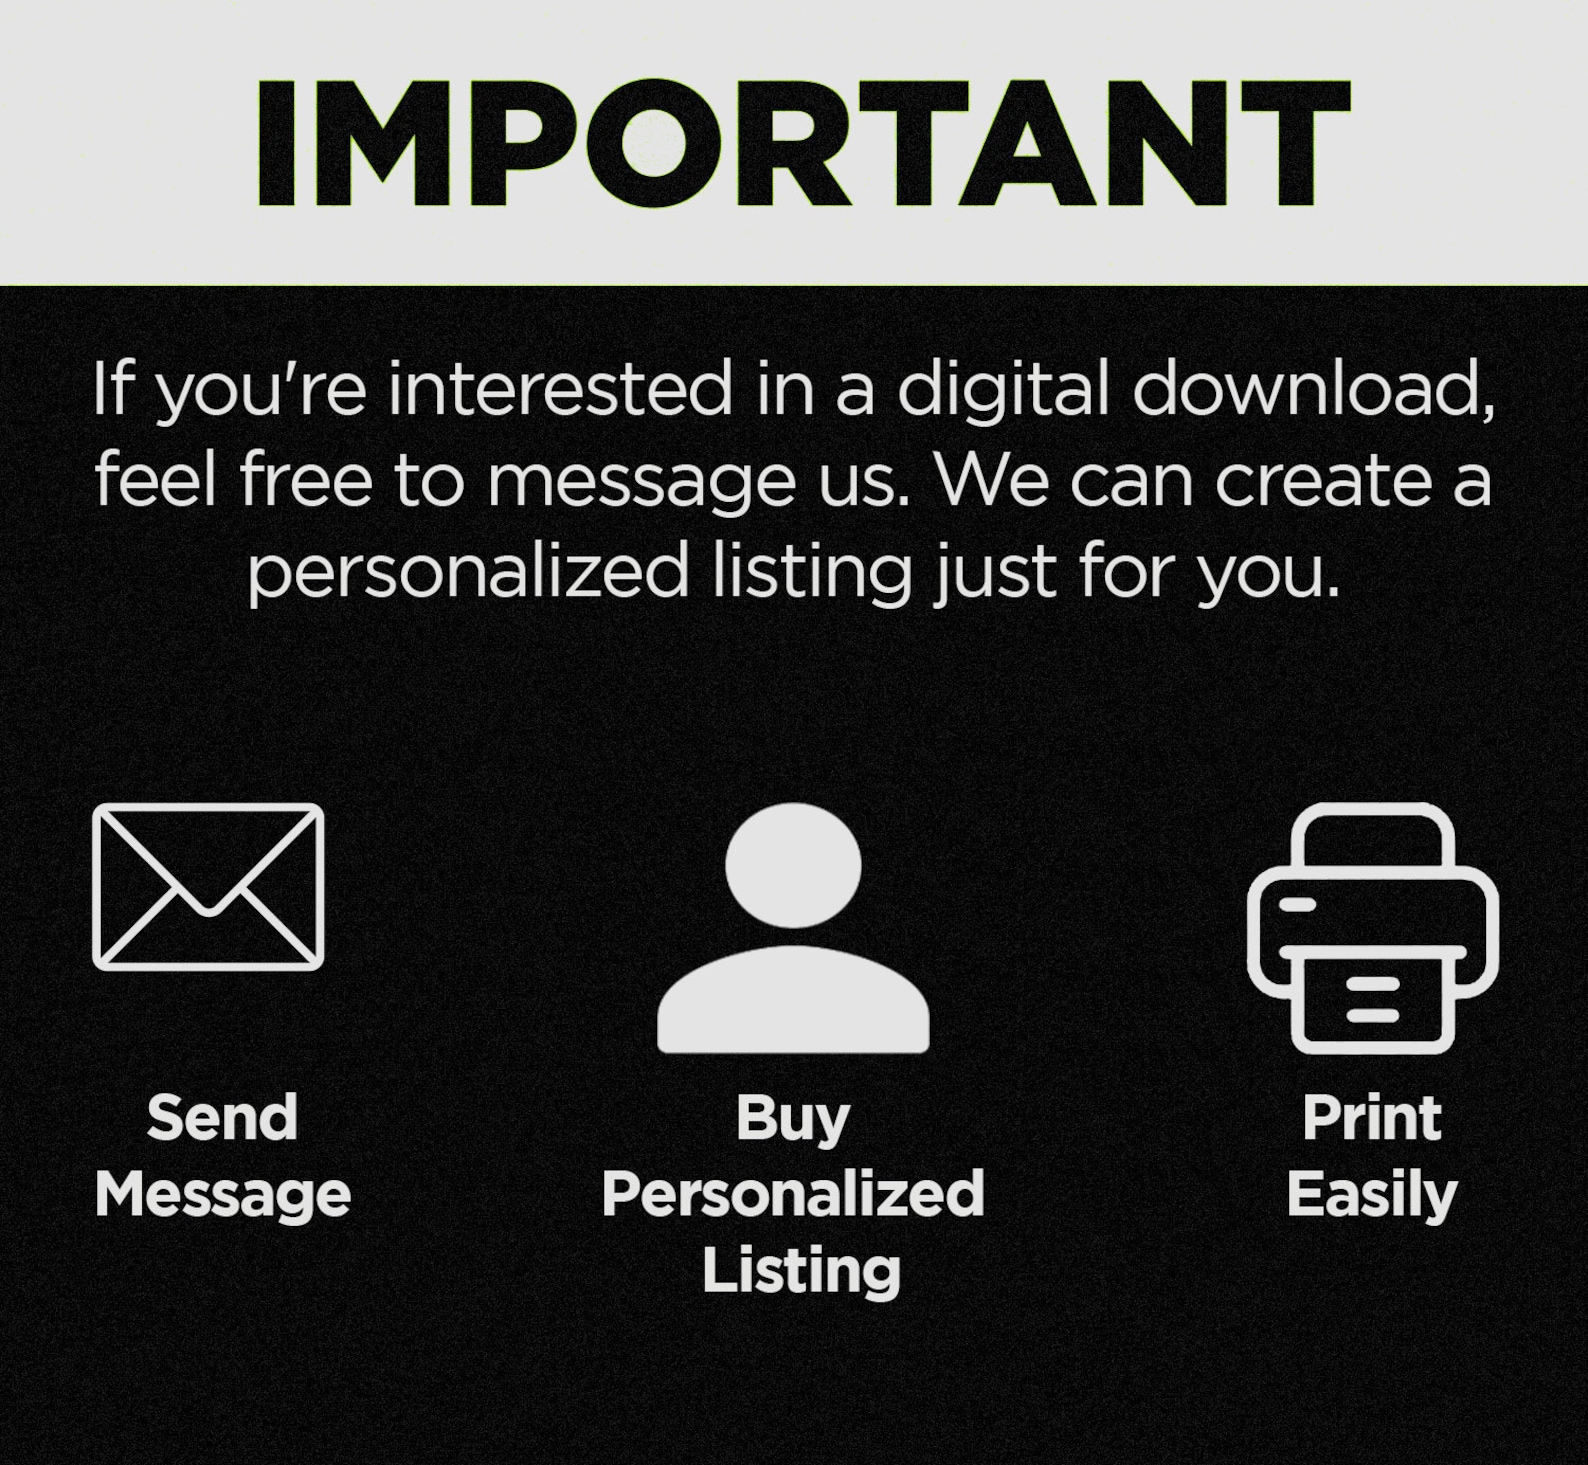 IMPORTANT
If you're interested in a digital download,
feel free to message us. We can create a
personalized listing just for you.
Send
Message
Buy
Personalized
Listing
Print
Easily